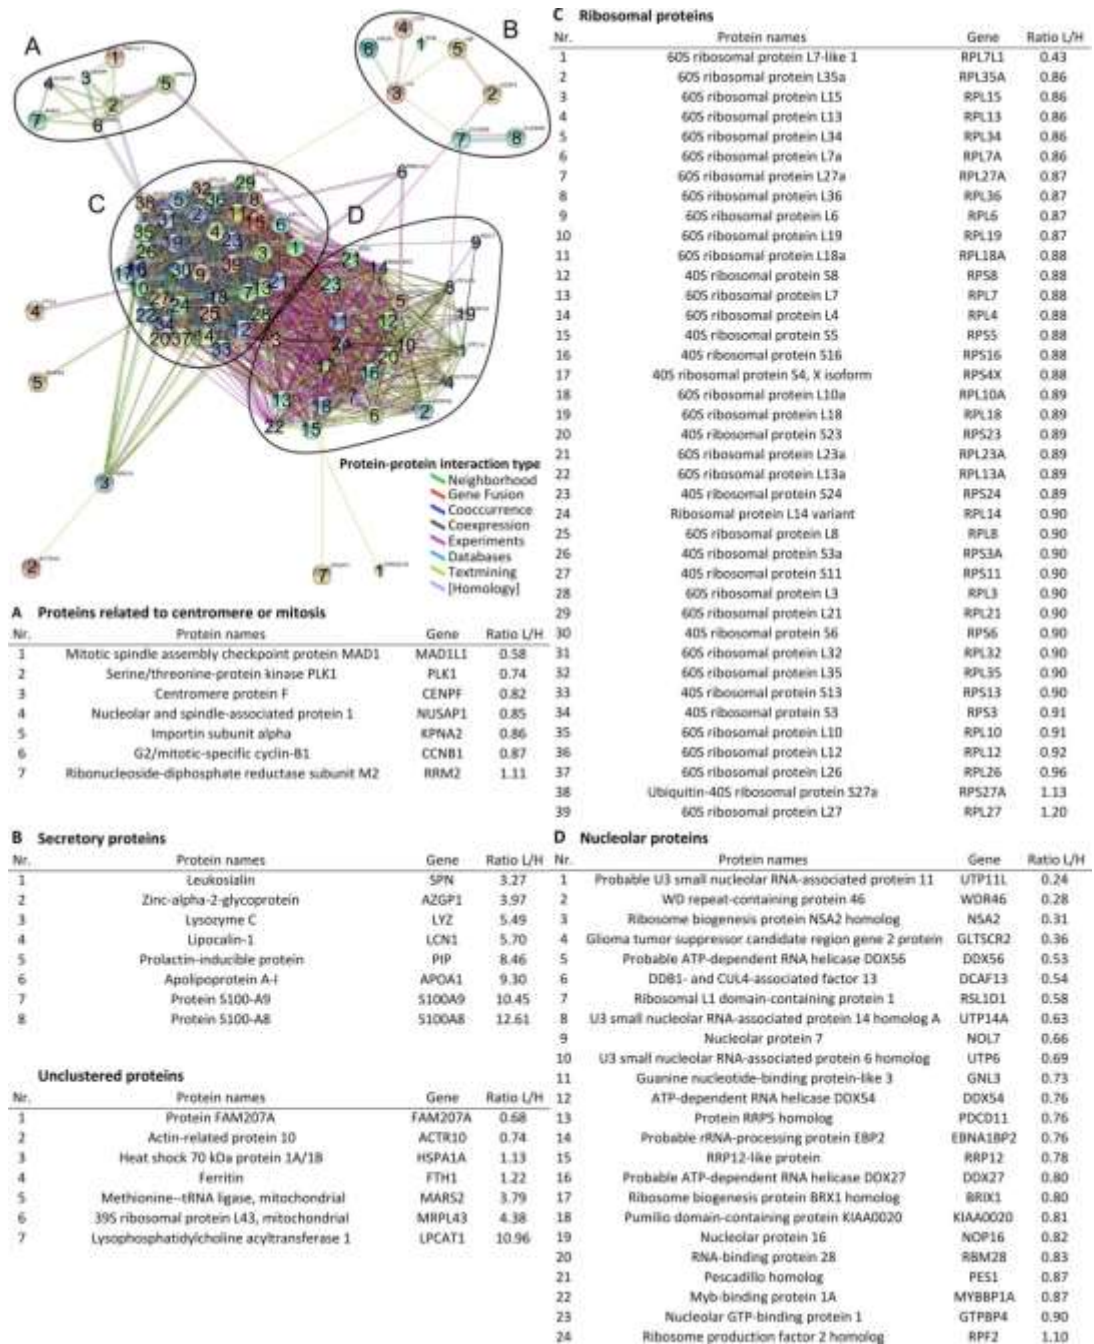 A
B
C
D
Protein-protein interaction type
Neighborhood
Gene Fusion
Cooccurrence
Coexpression
Experiments
Databases
Textmining
[Homology]
A Proteins related to centromere or mitosis
Nr. Protein names Gene Ratio L/H
1 Mitotic spindle assembly checkpoint protein MAD1 MAD1L1 0.58
2 Serine/threonine-protein kinase PLK1 PLK1 0.74
3 Centromere protein F CENPF 0.82
4 Nucleolar and spindle-associated protein 1 NUSAP1 0.85
5 Importin subunit alpha KPNA2 0.86
6 G2/mitotic-specific cyclin-B1 CCNB1 0.87
7 Ribonucleoside-diphosphate reductase subunit M2 RRM2 1.11
B Secretory proteins
Nr. Protein names Gene Ratio L/H
1 Leukosialin SPN 3.27
2 Zinc-alpha-2-glycoprotein AZGP1 3.97
3 Lysozyme C LYZ 5.49
4 Lipocalin-1 LCN1 5.70
5 Prolactin-inducible protein PIP 8.46
6 Apolipoprotein A-I APOA1 9.30
7 Protein S100-A9 S100A9 10.45
8 Protein S100-A8 S100A8 12.61
Unclustered proteins
Nr. Protein names Gene Ratio L/H
1 Protein FAM207A FAM207A 0.68
2 Actin-related protein 10 ACTR10 0.74
3 Heat shock 70 kDa protein 1A/1B HSPA1A 1.13
4 Ferritin FTH1 1.22
5 Methionine--tRNA ligase, mitochondrial MARS2 3.79
6 39S ribosomal protein L43, mitochondrial MRPL43 4.38
7 Lysophosphatidylcholine acyltransferase 1 LPCAT1 10.96
C Ribosomal proteins
Nr. Protein names Gene Ratio L/H
1 60S ribosomal protein L7-like 1 RPL7L1 0.43
2 60S ribosomal protein L35a RPL35A 0.86
3 60S ribosomal protein L15 RPL15 0.86
4 60S ribosomal protein L13 RPL13 0.86
5 60S ribosomal protein L34 RPL34 0.86
6 60S ribosomal protein L7a RPL7A 0.86
7 60S ribosomal protein L27a RPL27A 0.87
8 60S ribosomal protein L36 RPL36 0.87
9 60S ribosomal protein L6 RPL6 0.87
10 60S ribosomal protein L19 RPL19 0.87
11 60S ribosomal protein L18a RPL18A 0.88
12 40S ribosomal protein S8 RPS8 0.88
13 60S ribosomal protein L7 RPL7 0.88
14 60S ribosomal protein L4 RPL4 0.88
15 40S ribosomal protein S5 RPS5 0.88
16 40S ribosomal protein S16 RPS16 0.88
17 40S ribosomal protein S4, X isoform RPS4X 0.88
18 60S ribosomal protein L10a RPL10A 0.89
19 60S ribosomal protein L18 RPL18 0.89
20 40S ribosomal protein S23 RPS23 0.89
21 60S ribosomal protein L23a RPL23A 0.89
22 60S ribosomal protein L13a RPL13A 0.89
23 40S ribosomal protein S24 RPS24 0.89
24 Ribosomal protein L14 variant RPL14 0.90
25 60S ribosomal protein L8 RPL8 0.90
26 40S ribosomal protein S3a RPS3A 0.90
27 40S ribosomal protein S11 RPS11 0.90
28 60S ribosomal protein L3 RPL3 0.90
29 60S ribosomal protein L21 RPL21 0.90
30 40S ribosomal protein S6 RPS6 0.90
31 60S ribosomal protein L32 RPL32 0.90
32 60S ribosomal protein L35 RPL35 0.90
33 40S ribosomal protein S13 RPS13 0.90
34 40S ribosomal protein S3 RPS3 0.91
35 60S ribosomal protein L10 RPL10 0.91
36 60S ribosomal protein L12 RPL12 0.92
37 60S ribosomal protein L26 RPL26 0.96
38 Ubiquitin-40S ribosomal protein S27a RPS27A 1.13
39 60S ribosomal protein L27 RPL27 1.20
D Nucleolar proteins
Nr. Protein names Gene Ratio L/H
1 Probable U3 small nucleolar RNA-associated protein 11 UTP11L 0.24
2 WD repeat-containing protein 46 WDR46 0.28
3 Ribosome biogenesis protein NSA2 homolog NSA2 0.31
4 Glioma tumor suppressor candidate region gene 2 protein GLTSCR2 0.36
5 Probable ATP-dependent RNA helicase DDX56 DDX56 0.53
6 DDB1- and CUL4-associated factor 13 DCAF13 0.54
7 Ribosomal L1 domain-containing protein 1 RSL1D1 0.58
8 U3 small nucleolar RNA-associated protein 14 homolog A UTP14A 0.63
9 Nucleolar protein 7 NOL7 0.66
10 U3 small nucleolar RNA-associated protein 6 homolog UTP6 0.69
11 Guanine nucleotide-binding protein-like 3 GNL3 0.73
12 ATP-dependent RNA helicase DDX54 DDX54 0.76
13 Protein RRP5 homolog PDCD11 0.76
14 Probable rRNA-processing protein EBP2 EBNA1BP2 0.76
15 RRP12-like protein RRP12 0.78
16 Probable ATP-dependent RNA helicase DDX27 DDX27 0.80
17 Ribosome biogenesis protein BRX1 homolog BRIX1 0.80
18 Pumilio domain-containing protein KIAA0020 KIAA0020 0.81
19 Nucleolar protein 16 NOP16 0.82
20 RNA-binding protein 28 RBM28 0.83
21 Pescadillo homolog PES1 0.87
22 Myb-binding protein 1A MYBBP1A 0.87
23 Nucleolar GTP-binding protein 1 GTPBP4 0.90
24 Ribosome production factor 2 homolog RPF2 1.10